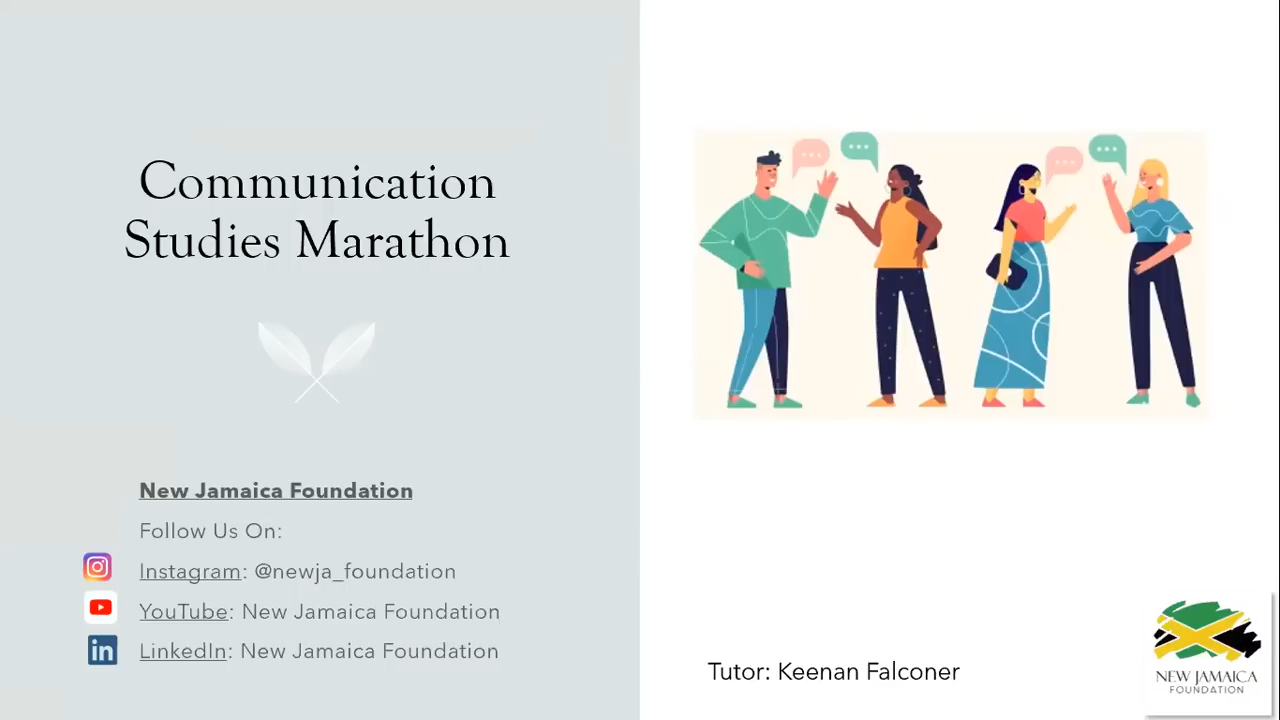 Communication
Studies Marathon
New Jamaica Foundation
Follow Us On:
Instagram: @newja_foundation
YouTube: New Jamaica Foundation
LinkedIn: New Jamaica Foundation
Tutor: Keenan Falconer
NEW JAMAICA
FOUNDATION